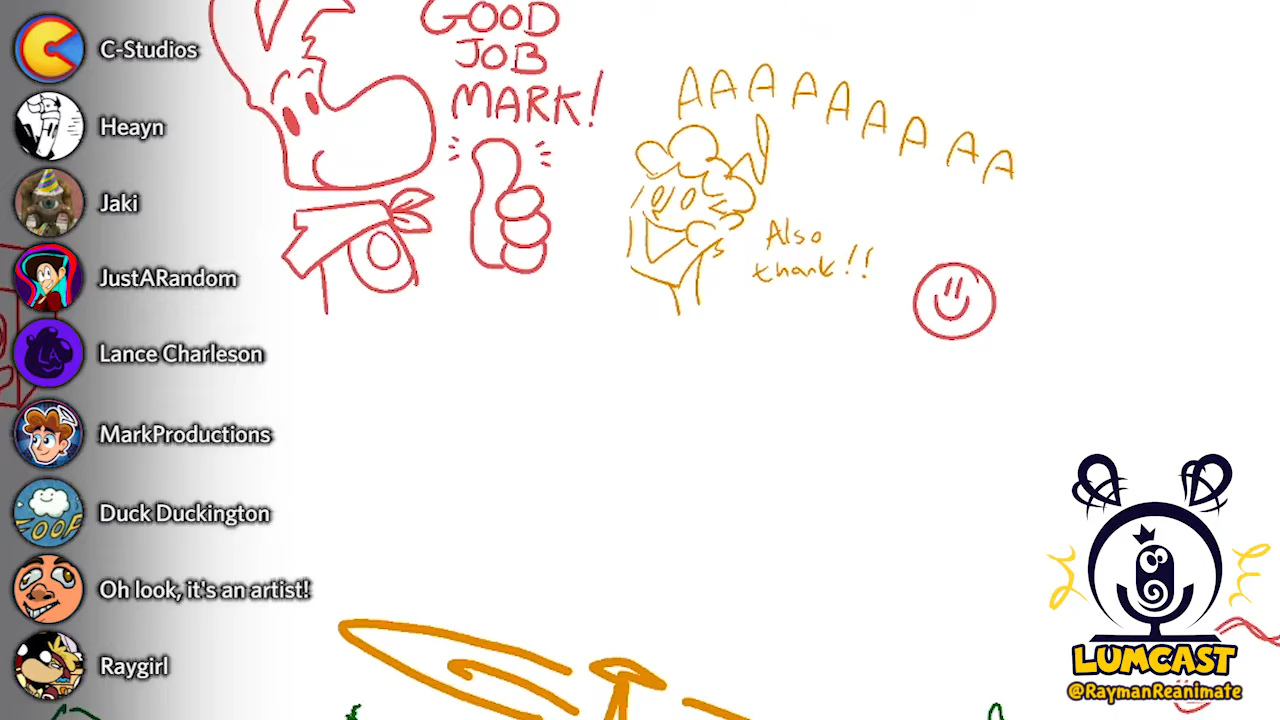 C-Studios
Heayn
Jaki
JustARandom
Lance Charleson
MarkProductions
Duck Duckington
Oh look, it's an artist!
Raygirl
GOOD
JOB
MARK!
AAAAAAAAA
Also
thank!!
LUMCAST
@RaymanReanimate